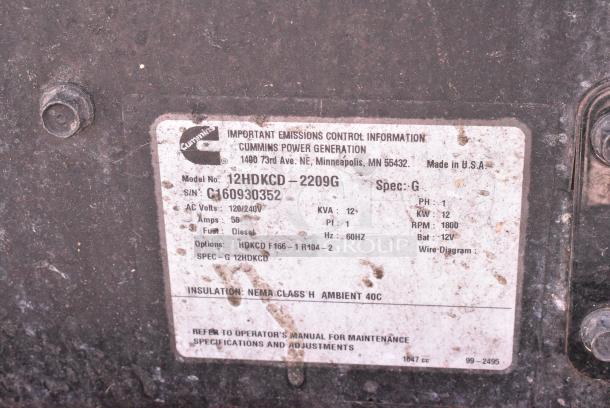 Cummins
IMPORTANT EMISSIONS CONTROL INFORMATION
CUMMINS POWER GENERATION
1400 73rd Ave. NE, Minneapolis, MN 55432. Made in U.S.A.
Model No. 12HDKCD-2209G Spec: G
S/N: C160930352
AC Volts: 120/240V KVA: 12 PH: 1
Amps: 50 Pf: 1 KW: 12
Fuel: Diesel Hz: 60HZ RPM: 1800
Bat: 12V
Options: HDKCD F166-1 R104-2 Wire Diagram:
SPEC-G 12HDKCD
INSULATION: NEMA CLASS H AMBIENT 40C
REFER TO OPERATOR'S MANUAL FOR MAINTENANCE
SPECIFICATIONS AND ADJUSTMENTS
1647 cc 99-2495